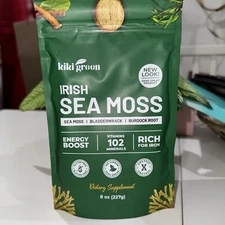 kiki green
NEW
LOOK!
IRISH
SEA MOSS
SEA MOSS | BLADDERWRACK | BURDOCK ROOT
ENERGY
BOOST
VITAMINS
102
MINERALS
RICH
FOR IRON
Dietary Supplement
8 oz (227g)